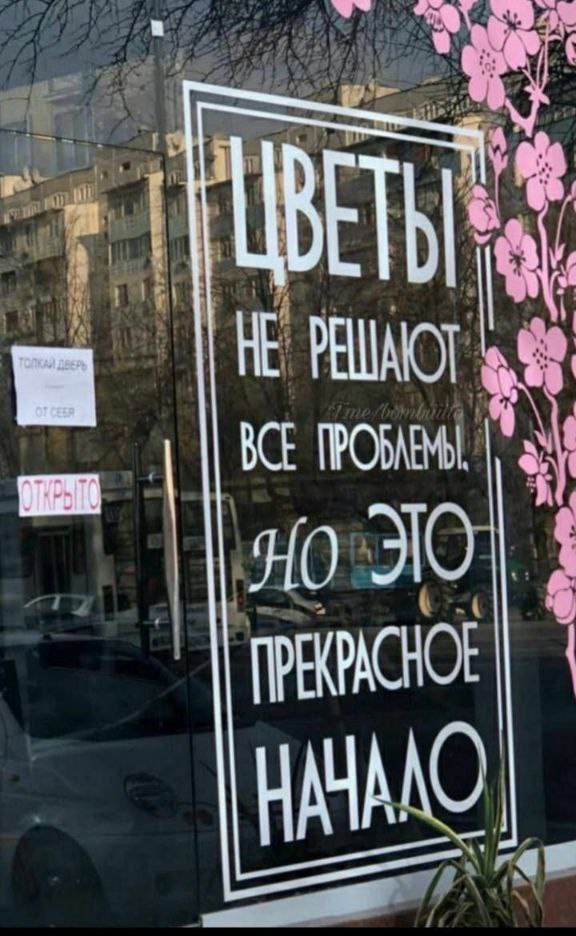 ЦВЕТЫ
НЕ РЕШАЮТ
ВСЕ ПРОБЛЕМЫ,
НО ЭТО
ПРЕКРАСНОЕ
НАЧАЛО
ТОЛКАЙ ДВЕРЬ
ОТ СЕБЯ
ОТКРЫТО